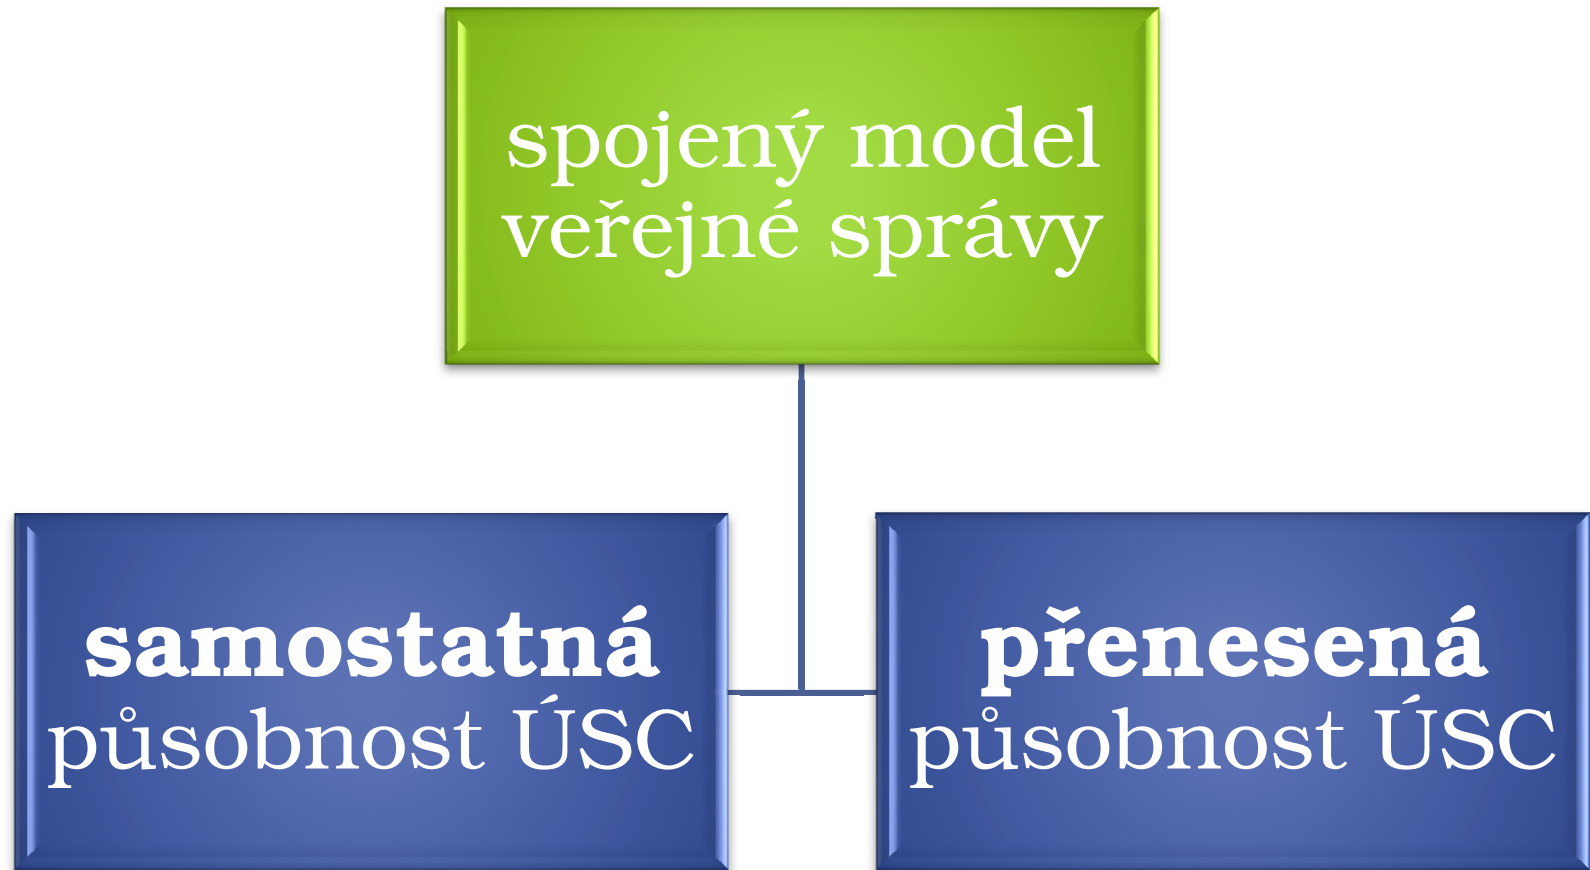 spojený model
veřejné správy
samostatná
působnost ÚSC
přenesená
působnost ÚSC